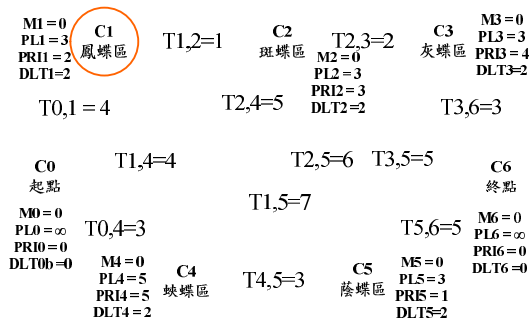 M1=0
PL1=3
PRI1=2
DLT1=2
C1
鳳蝶區
T1,2=1
C2
斑蝶區
M2=0
PL2=3
PRI2=3
DLT2=2
T2,3=2
C3
灰蝶區
M3=0
PL3=3
PRI3=4
DLT3=2
T0,1 = 4
T2,4=5
T3,6=3
T1,4=4
T2,5=6
T3,5=5
C0
起點
M0= 0
PL0= ∞
PRI0=0
DLT0b=0
T1,5=7
C6
終點
M6= 0
PL6= ∞
PRI6=0
DLT6 =0
T0,4=3
T5,6=5
M4=0
PL4= 5
PRI4= 5
DLT4 = 2
C4
蛺蝶區
T4,5=3
C5
蔭蝶區
M5=0
PL5=3
PRI5=1
DLT5=2